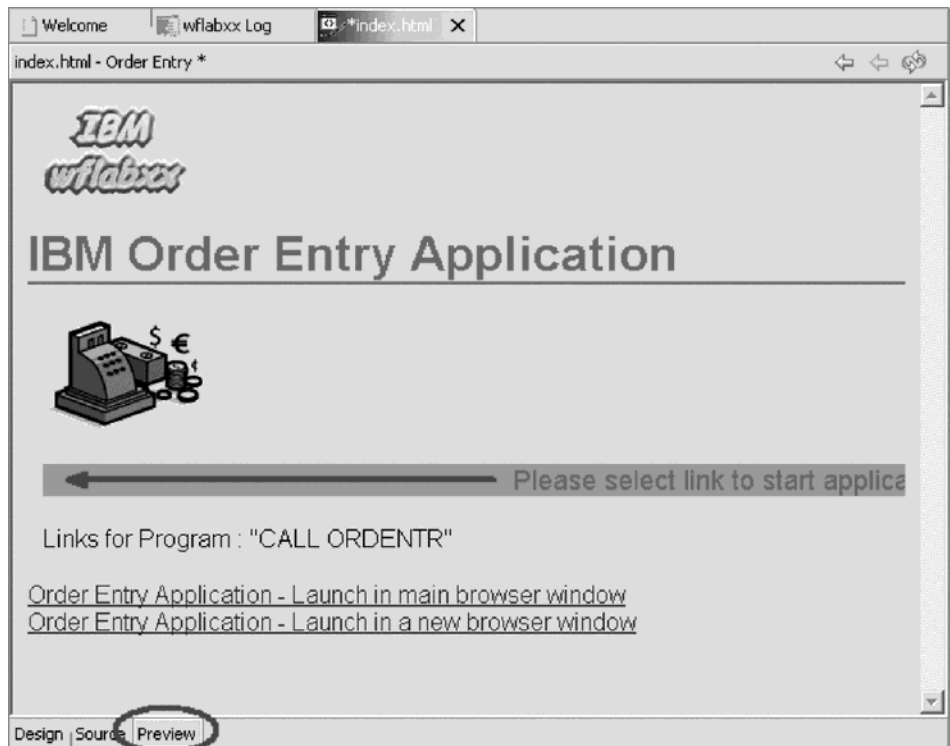 Welcome wflabxx Log *index.html
index.html - Order Entry *
IBM
wflabxx
IBM Order Entry Application
$ €
Please select link to start applica
Links for Program : "CALL ORDENTR"
Order Entry Application - Launch in main browser window
Order Entry Application - Launch in a new browser window
Design Source Preview